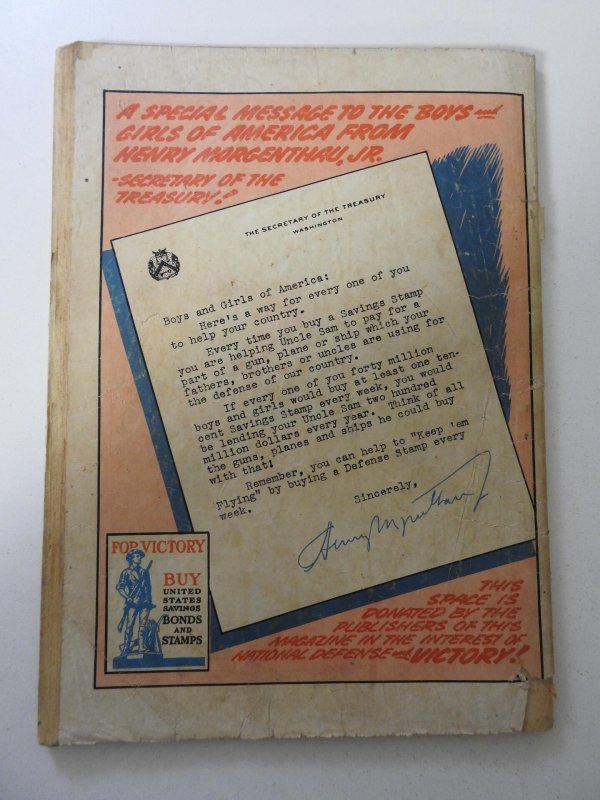 A SPECIAL MESSAGE TO THE BOYS and
GIRLS OF AMERICA FROM
HENRY MORGENTHAU, JR.
-SECRETARY OF THE
TREASURY.
THE SECRETARY OF THE TREASURY
WASHINGTON
Boys and Girls of America:
Here's a way for every one of you
to help your country.
Every time you buy a Savings Stamp
you are helping Uncle Sam to pay for a
part of a gun, plane or ship which your
fathers, brothers or uncles are using for
the defense of our country.
If every one of you forty million
boys and girls would buy at least one ten-
cent Savings Stamp every week, you would
be lending your Uncle Sam two hundred
million dollars every year. Think of all
the guns, planes and ships he could buy
with that!
Remember, you can help to "Keep 'em
Flying" by buying a Defense Stamp every
week.
Sincerely,
Henry Morgenthau Jr
FOR VICTORY
BUY
UNITED
STATES
SAVINGS
BONDS
AND
STAMPS
THIS
SPACE IS
DONATED BY THE
PUBLISHERS OF THIS
MAGAZINE IN THE INTEREST OF
NATIONAL DEFENSE and VICTORY!